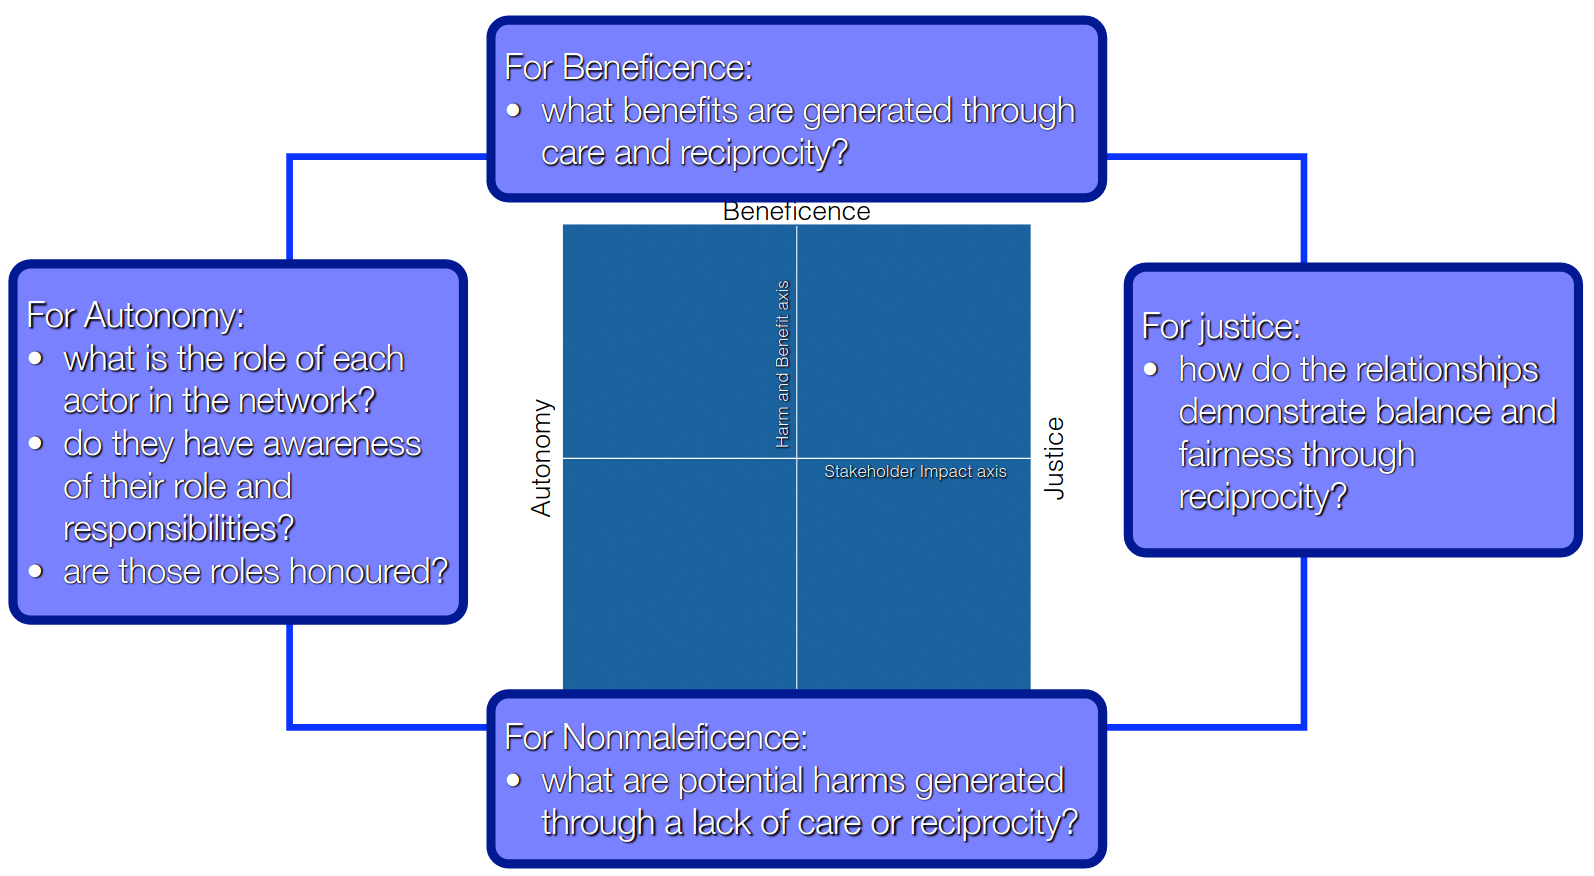 For Beneficence:
• what benefits are generated through
care and reciprocity?
Beneficence
For Autonomy:
• what is the role of each
actor in the network?
• do they have awareness
of their role and
responsibilities?
• are those roles honoured?
Autonomy
Harm and Benefit axis
Stakeholder Impact axis
Justice
For justice:
• how do the relationships
demonstrate balance and
fairness through
reciprocity?
For Nonmaleficence:
• what are potential harms generated
through a lack of care or reciprocity?